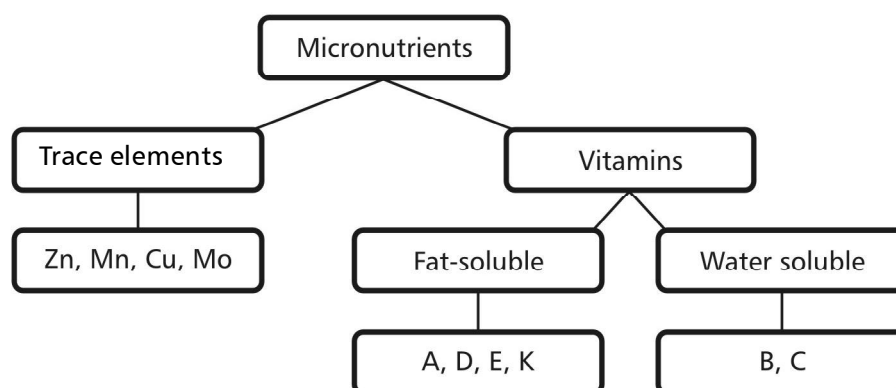 Micronutrients
Trace elements
Vitamins
Zn, Mn, Cu, Mo
Fat-soluble
Water soluble
A, D, E, K
B, C